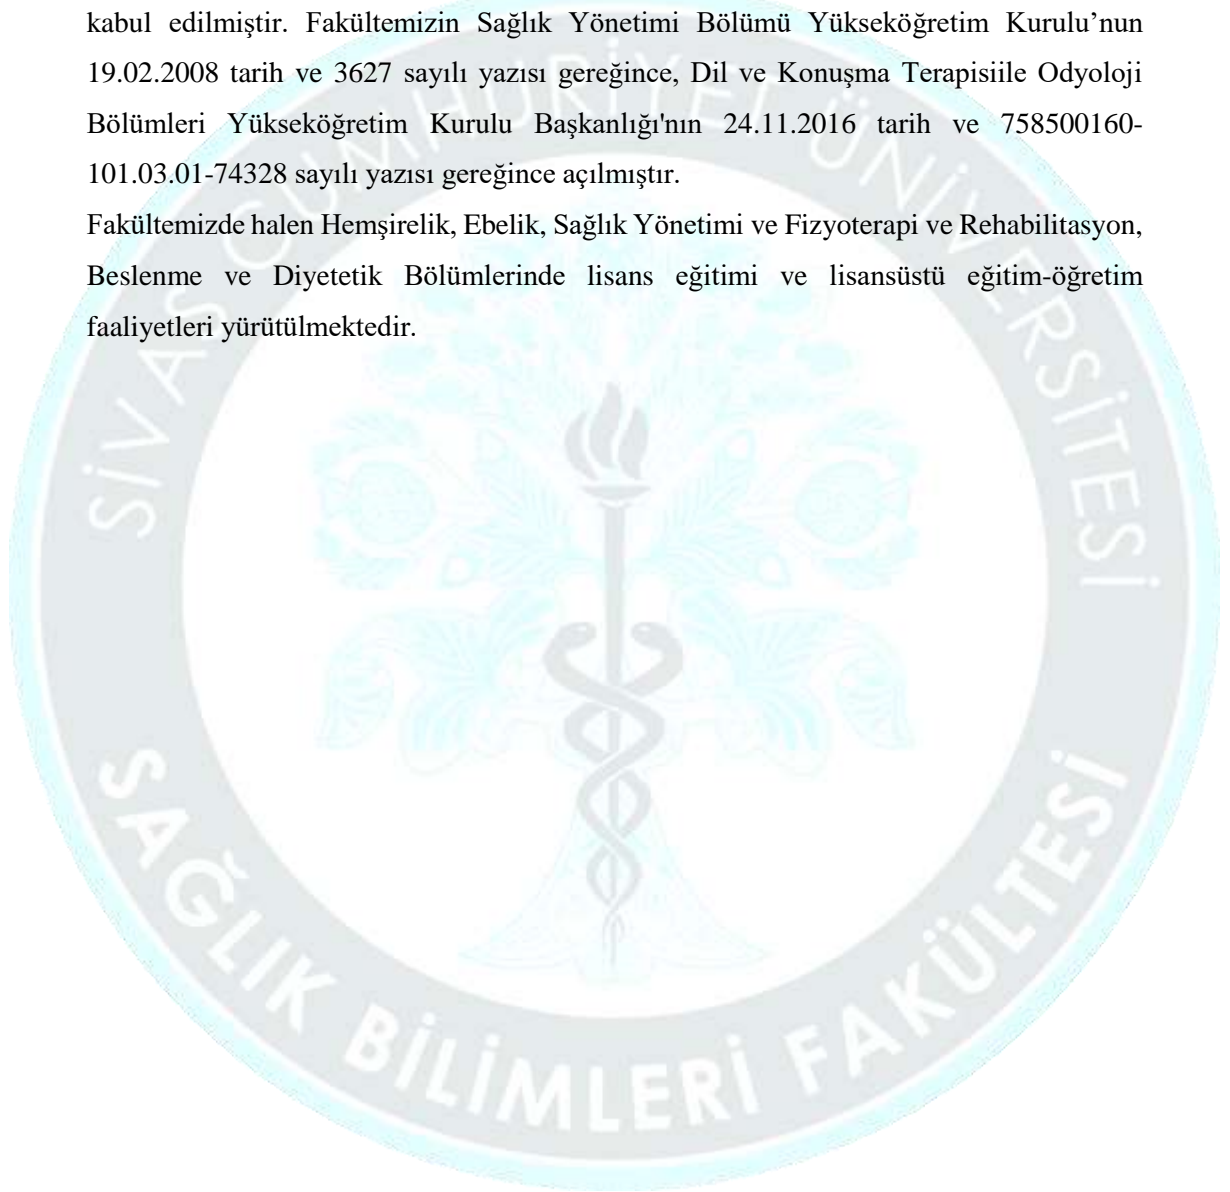 kabul edilmiştir. Fakültemizin Sağlık Yönetimi Bölümü Yükseköğretim Kurulu’nun
19.02.2008 tarih ve 3627 sayılı yazısı gereğince, Dil ve Konuşma Terapisiile Odyoloji
Bölümleri Yükseköğretim Kurulu Başkanlığı'nın 24.11.2016 tarih ve 758500160-
101.03.01-74328 sayılı yazısı gereğince açılmıştır.
Fakültemizde halen Hemşirelik, Ebelik, Sağlık Yönetimi ve Fizyoterapi ve Rehabilitasyon,
Beslenme ve Diyetetik Bölümlerinde lisans eğitimi ve lisansüstü eğitim-öğretim
faaliyetleri yürütülmektedir.
SİVAS CUMHURİYET ÜNİVERSİTESİ
SAĞLIK BİLİMLERİ FAKÜLTESİ